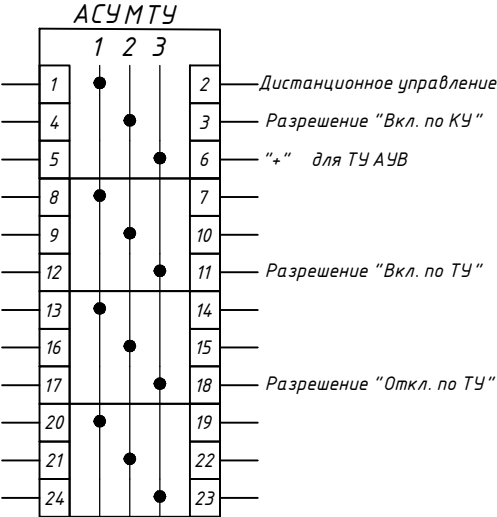 АСУ М ТУ
1 2 3
1 2 Дистанционное управление
4 3 Разрешение "Вкл. по КУ"
5 6 "+" для ТУ АУВ
8 7
9 10
12 11 Разрешение "Вкл. по ТУ"
13 14
16 15
17 18 Разрешение "Откл. по ТУ"
20 19
21 22
24 23